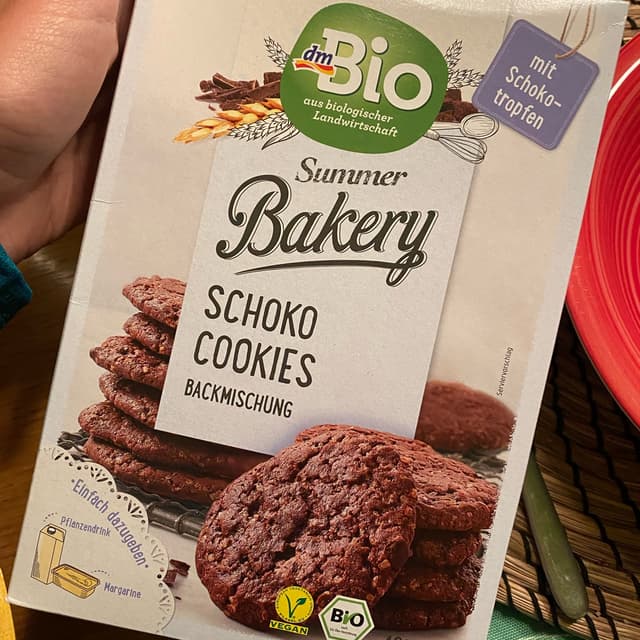 dm
Bio
aus biologischer
Landwirtschaft
mit
Schoko-
tropfen
Summer
Bakery
SCHOKO
COOKIES
BACKMISCHUNG
Serviervorschlag
"Einfach dazugeben"
Pflanzendrink
Margarine
V
VEGAN
BIO